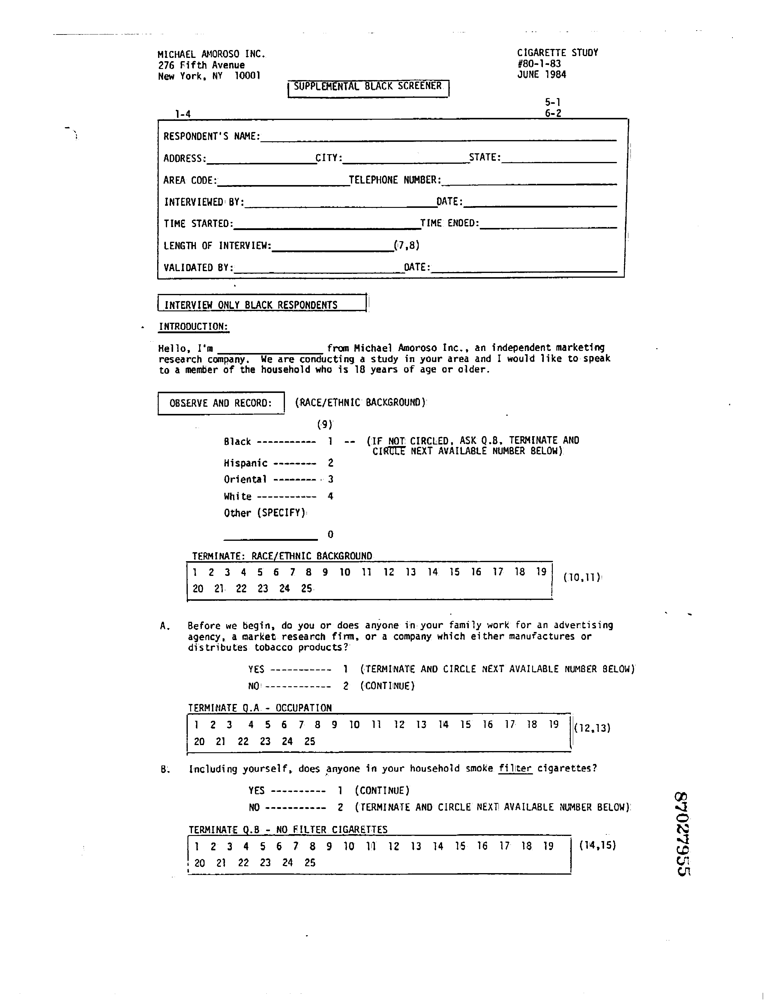 MICHAEL AMOROSO INC.
276 Fifth Avenue
New York, NY 10001
CIGARETTE STUDY
#80-1-83
JUNE 1984
SUPPLEMENTAL BLACK SCREENER
5-1
1-4 6-2
RESPONDENT'S NAME:
ADDRESS: CITY: STATE:
AREA CODE: TELEPHONE NUMBER:
INTERVIEWED BY: DATE:
TIME STARTED: TIME ENDED:
LENGTH OF INTERVIEW: (7,8)
VALIDATED BY: DATE:
INTERVIEW ONLY BLACK RESPONDENTS
INTRODUCTION:
Hello, I'm ____________ from Michael Amoroso Inc., an independent marketing
research company. We are conducting a study in your area and I would like to speak
to a member of the household who is 18 years of age or older.
OBSERVE AND RECORD: (RACE/ETHNIC BACKGROUND)
(9)
Black ----------- 1 -- (IF NOT CIRCLED, ASK Q.B, TERMINATE AND
CIRCLE NEXT AVAILABLE NUMBER BELOW)
Hispanic -------- 2
Oriental -------- 3
White ----------- 4
Other (SPECIFY)
____________ 0
TERMINATE: RACE/ETHNIC BACKGROUND
1 2 3 4 5 6 7 8 9 10 11 12 13 14 15 16 17 18 19 (10,11)
20 21 22 23 24 25
A. Before we begin, do you or does anyone in your family work for an advertising
agency, a market research firm, or a company which either manufactures or
distributes tobacco products?
YES ----------- 1 (TERMINATE AND CIRCLE NEXT AVAILABLE NUMBER BELOW)
NO ------------ 2 (CONTINUE)
TERMINATE Q.A - OCCUPATION
1 2 3 4 5 6 7 8 9 10 11 12 13 14 15 16 17 18 19 (12,13)
20 21 22 23 24 25
B. Including yourself, does anyone in your household smoke filter cigarettes?
YES ---------- 1 (CONTINUE)
NO ----------- 2 (TERMINATE AND CIRCLE NEXT AVAILABLE NUMBER BELOW)
TERMINATE Q.B - NO FILTER CIGARETTES
1 2 3 4 5 6 7 8 9 10 11 12 13 14 15 16 17 18 19 (14,15)
20 21 22 23 24 25
87027955